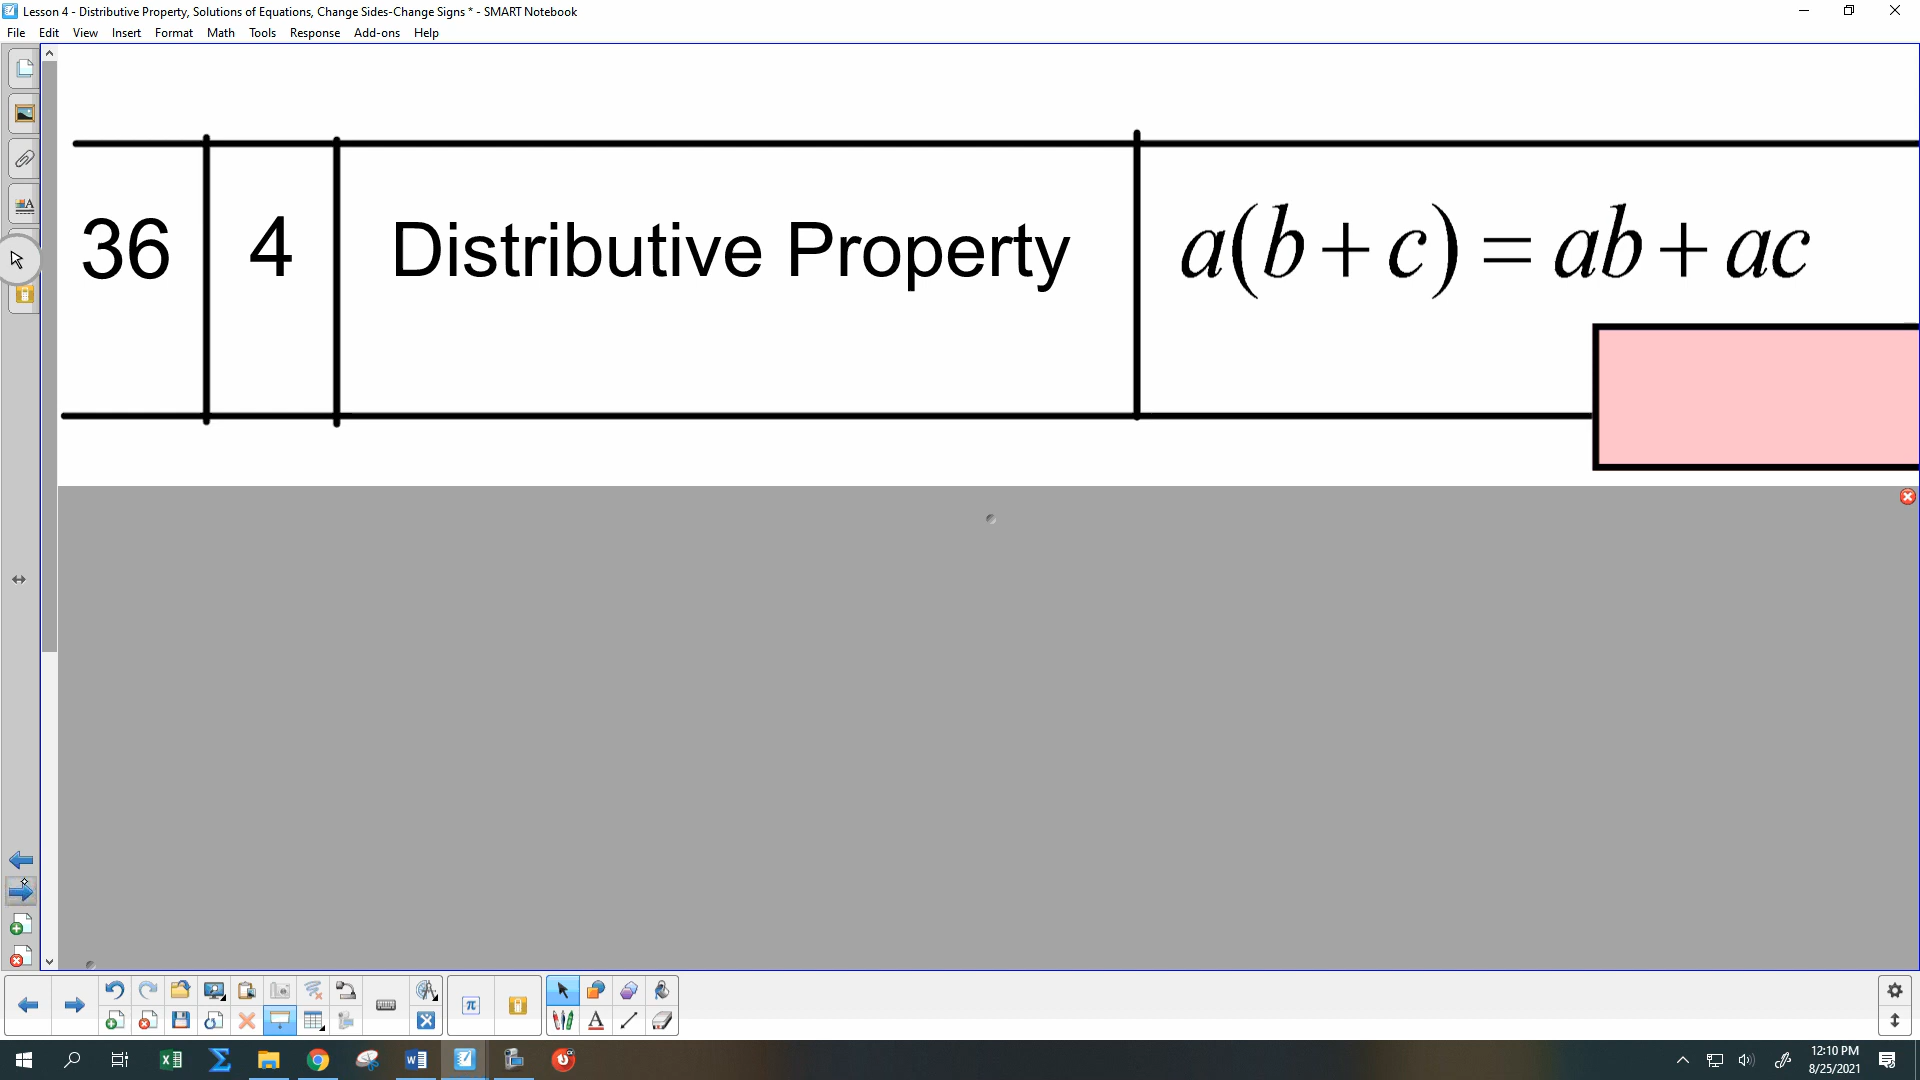 Lesson 4 - Distributive Property, Solutions of Equations, Change Sides-Change Signs * - SMART Notebook
File Edit View Insert Format Math Tools Response Add-ons Help
36 4 Distributive Property a(b+c) = ab + ac
π A
12:10 PM
8/25/2021